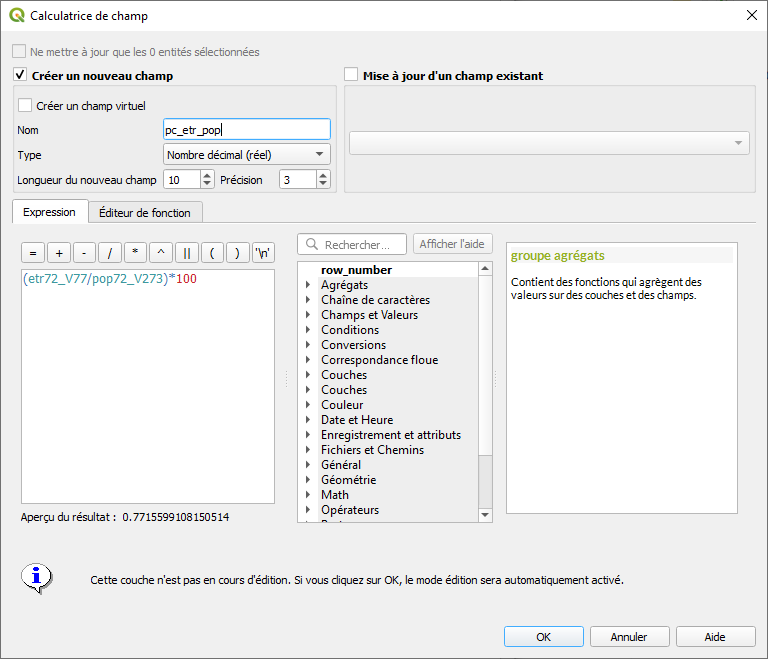 Calculatrice de champ
Ne mettre à jour que les 0 entités sélectionnées
Créer un nouveau champ
Mise à jour d'un champ existant
Créer un champ virtuel
Nom
pc_etr_pop
Type
Nombre décimal (réel)
Longueur du nouveau champ
10
Précision
3
Expression
Éditeur de fonction
= + - / * ^ || ( ) '\n'
Rechercher...
Afficher l'aide
(etr72_V77/pop72_V273)*100
row_number
Agrégats
Chaîne de caractères
Champs et Valeurs
Conditions
Conversions
Correspondance floue
Couches
Couches
Couleur
Date et Heure
Enregistrement et attributs
Fichiers et Chemins
Général
Géométrie
Math
Opérateurs
groupe agrégats
Contient des fonctions qui agrègent des
valeurs sur des couches et des champs.
Aperçu du résultat : 0.7715599108150514
Cette couche n'est pas en cours d'édition. Si vous cliquez sur OK, le mode édition sera automatiquement activé.
OK
Annuler
Aide